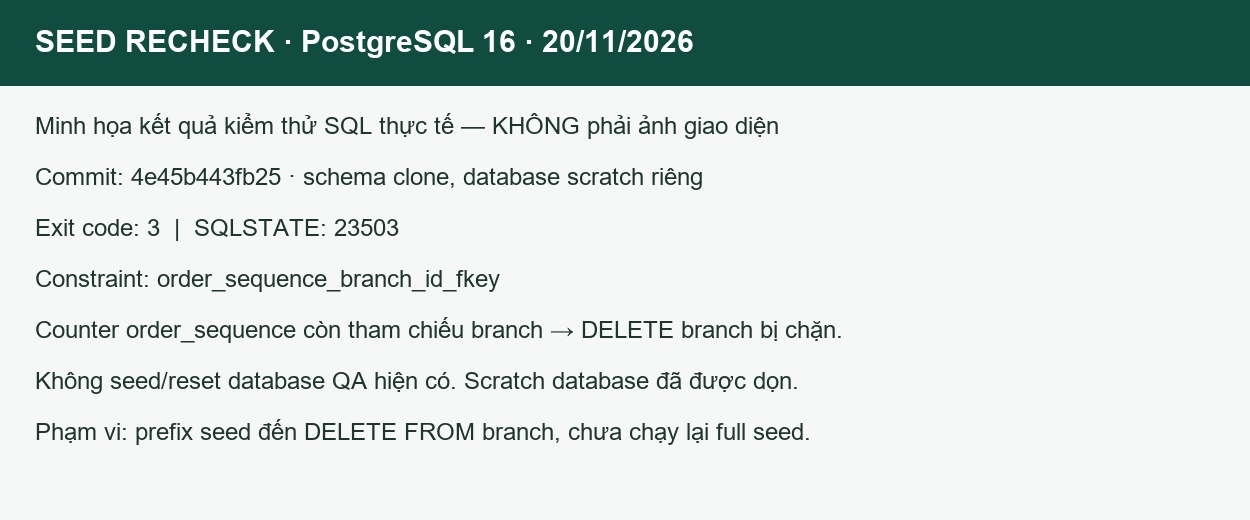 SEED RECHECK · PostgreSQL 16 · 20/11/2026
Minh họa kết quả kiểm thử SQL thực tế — KHÔNG phải ảnh giao diện
Commit: 4e45b443fb25 · schema clone, database scratch riêng
Exit code: 3 | SQLSTATE: 23503
Constraint: order_sequence_branch_id_fkey
Counter order_sequence còn tham chiếu branch → DELETE branch bị chặn.
Không seed/reset database QA hiện có. Scratch database đã được dọn.
Phạm vi: prefix seed đến DELETE FROM branch, chưa chạy lại full seed.